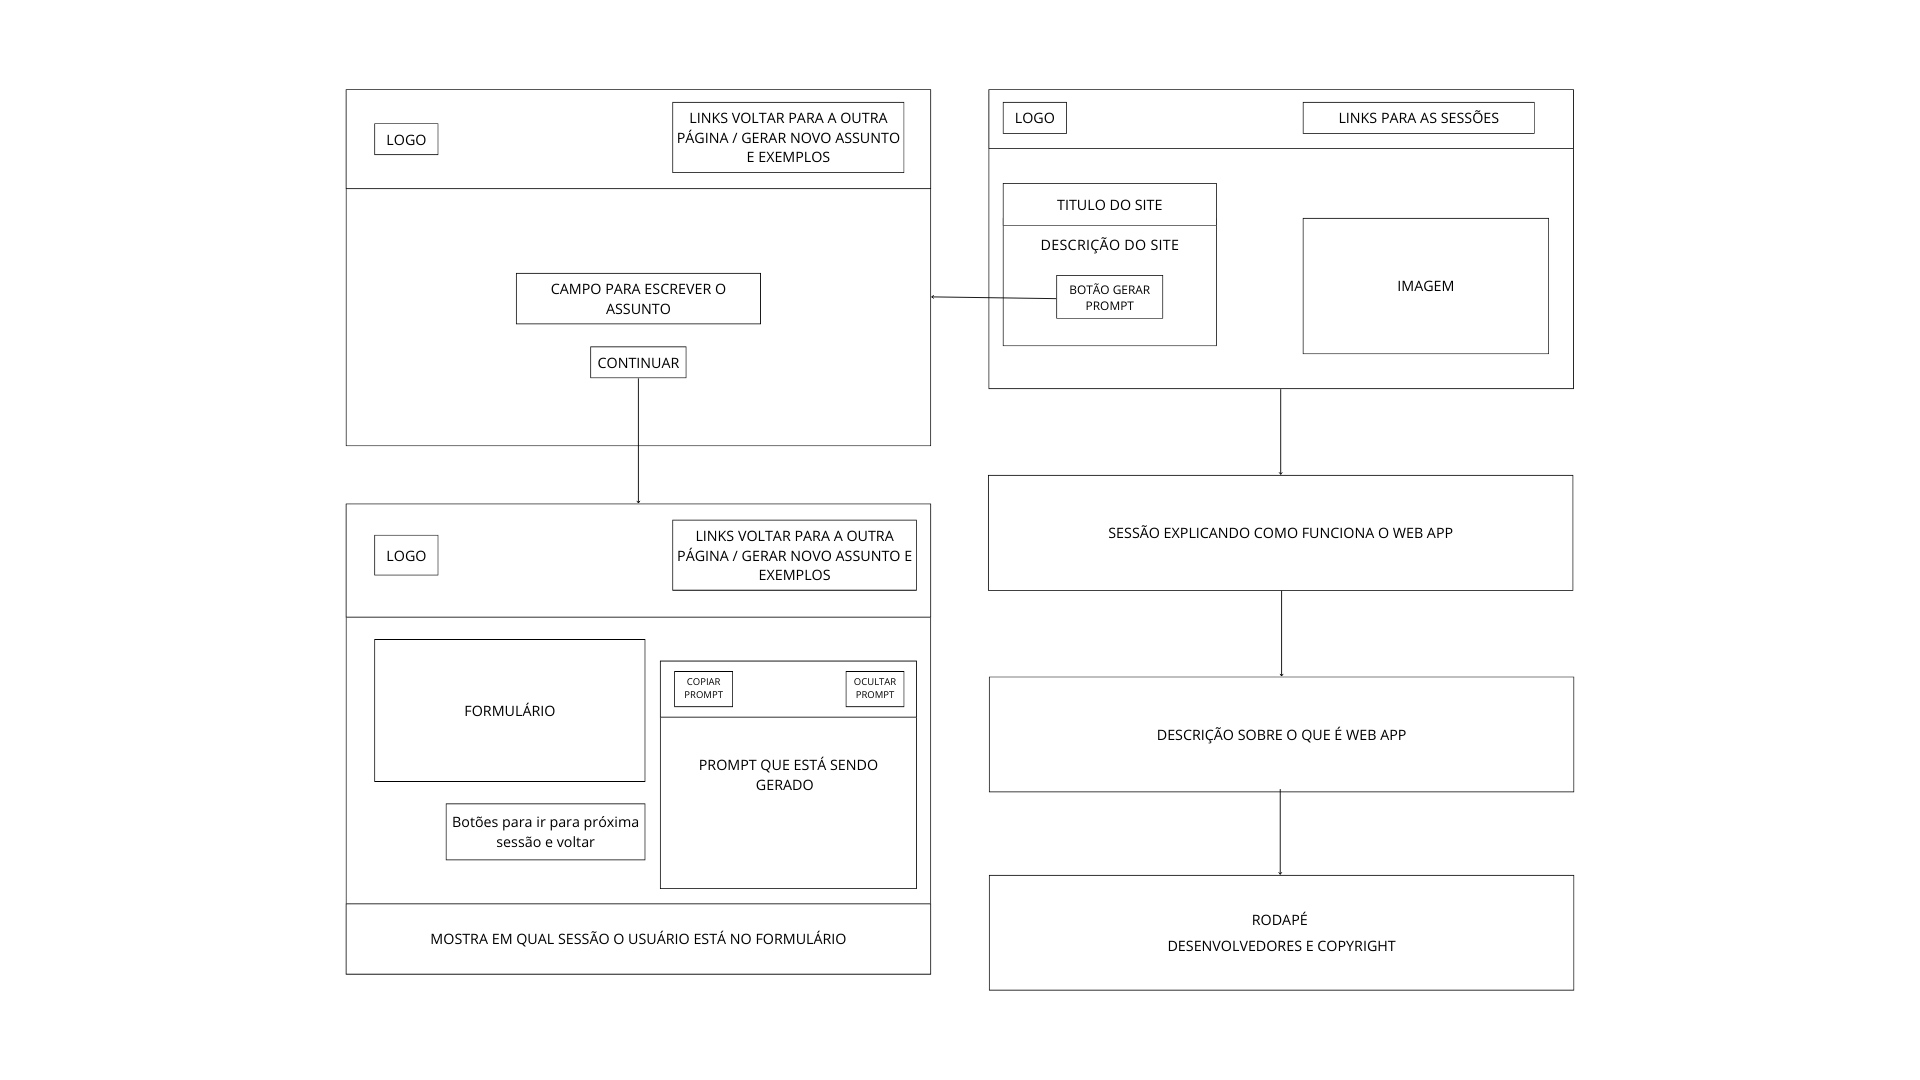 LOGO
LINKS VOLTAR PARA A OUTRA
PÁGINA / GERAR NOVO ASSUNTO
E EXEMPLOS
CAMPO PARA ESCREVER O
ASSUNTO
CONTINUAR
LOGO
LINKS PARA AS SESSÕES
TITULO DO SITE
DESCRIÇÃO DO SITE
BOTÃO GERAR
PROMPT
IMAGEM
LOGO
LINKS VOLTAR PARA A OUTRA
PÁGINA / GERAR NOVO ASSUNTO E
EXEMPLOS
FORMULÁRIO
Botões para ir para próxima
sessão e voltar
COPIAR
PROMPT
OCULTAR
PROMPT
PROMPT QUE ESTÁ SENDO
GERADO
MOSTRA EM QUAL SESSÃO O USUÁRIO ESTÁ NO FORMULÁRIO
SESSÃO EXPLICANDO COMO FUNCIONA O WEB APP
DESCRIÇÃO SOBRE O QUE É WEB APP
RODAPÉ
DESENVOLVEDORES E COPYRIGHT